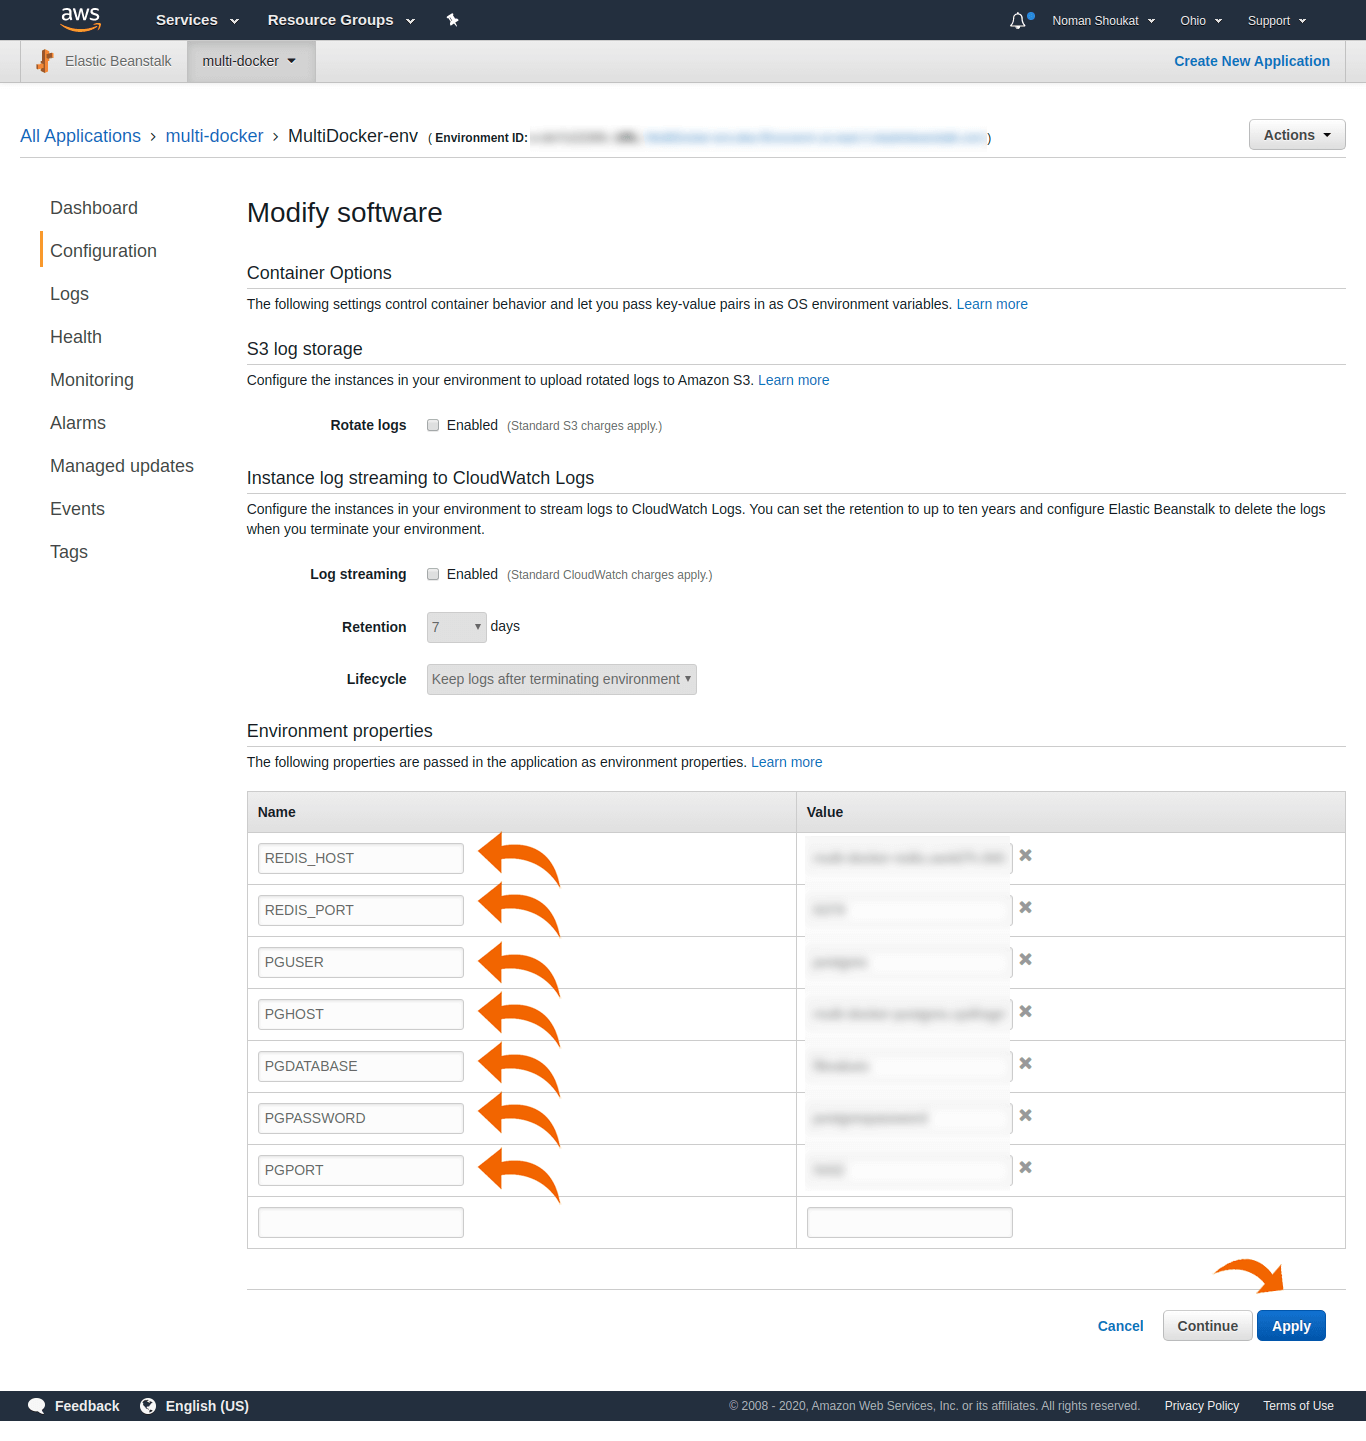 aws Services Resource Groups Noman Shoukat Ohio Support
Elastic Beanstalk multi-docker Create New Application
All Applications > multi-docker > MultiDocker-env ( Environment ID: ) Actions
Dashboard
Configuration
Logs
Health
Monitoring
Alarms
Managed updates
Events
Tags
Modify software
Container Options
The following settings control container behavior and let you pass key-value pairs in as OS environment variables. Learn more
S3 log storage
Configure the instances in your environment to upload rotated logs to Amazon S3. Learn more
Rotate logs Enabled (Standard S3 charges apply.)
Instance log streaming to CloudWatch Logs
Configure the instances in your environment to stream logs to CloudWatch Logs. You can set the retention to up to ten years and configure Elastic Beanstalk to delete the logs
when you terminate your environment.
Log streaming Enabled (Standard CloudWatch charges apply.)
Retention 7 days
Lifecycle Keep logs after terminating environment
Environment properties
The following properties are passed in the application as environment properties. Learn more
Name Value
REDIS_HOST
REDIS_PORT
PGUSER
PGHOST
PGDATABASE
PGPASSWORD
PGPORT
Cancel Continue Apply
Feedback English (US) © 2008 - 2020, Amazon Web Services, Inc. or its affiliates. All rights reserved. Privacy Policy Terms of Use